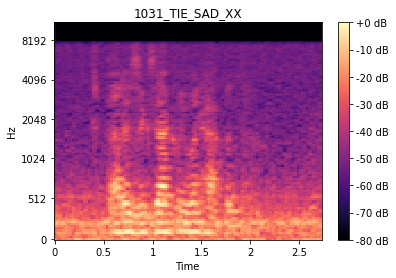 1031_TIE_SAD_XX
+0 dB
8192
-10 dB
4096
-20 dB
-30 dB
2048
Hz
-40 dB
1024
-50 dB
512
-60 dB
-70 dB
0
-80 dB
0 0.5 1 1.5 2 2.5
Time